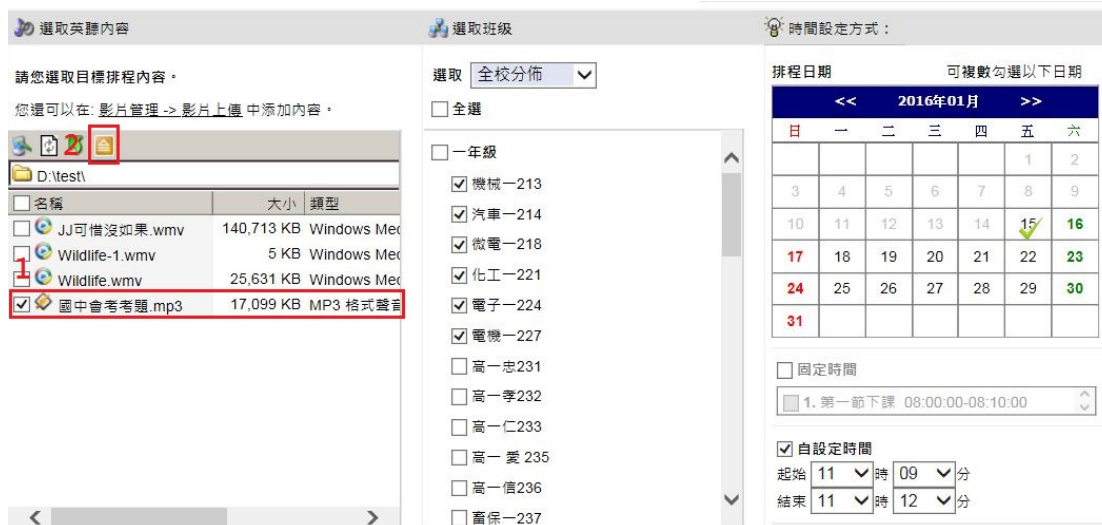 選取英聽內容
請您選取目標排程內容。
您還可以在: 影片管理 -> 影片上傳 中添加內容。
2
D:\test\
名稱 大小 類型
JJ可惜沒如果.wmv 140,713 KB Windows Med
Wildlife-1.wmv 5 KB Windows Med
1
Wildlife.wmv 25,631 KB Windows Med
國中會考考題.mp3 17,099 KB MP3 格式聲音
選取班級
選取 全校分佈
全選
一年級
機械一213
汽車一214
微電一218
化工一221
電子一224
電機一227
高一忠231
高一孝232
高一仁233
高一 愛 235
高一信236
畜保一237
時間設定方式：
排程日期 可複數勾選以下日期
<< 2016年01月 >>
日 一 二 三 四 五 六
1 2
3 4 5 6 7 8 9
10 11 12 13 14 15 16
17 18 19 20 21 22 23
24 25 26 27 28 29 30
31
固定時間
1. 第一節下課 08:00:00-08:10:00
自設定時間
起始 11 時 09 分
結束 11 時 12 分